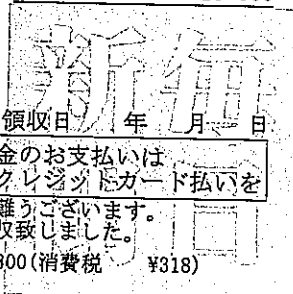 領収日 年 月 日
金のお支払いは
クレジットカード払いを
難うございます。
収致しました。
300(消費税 ¥318)